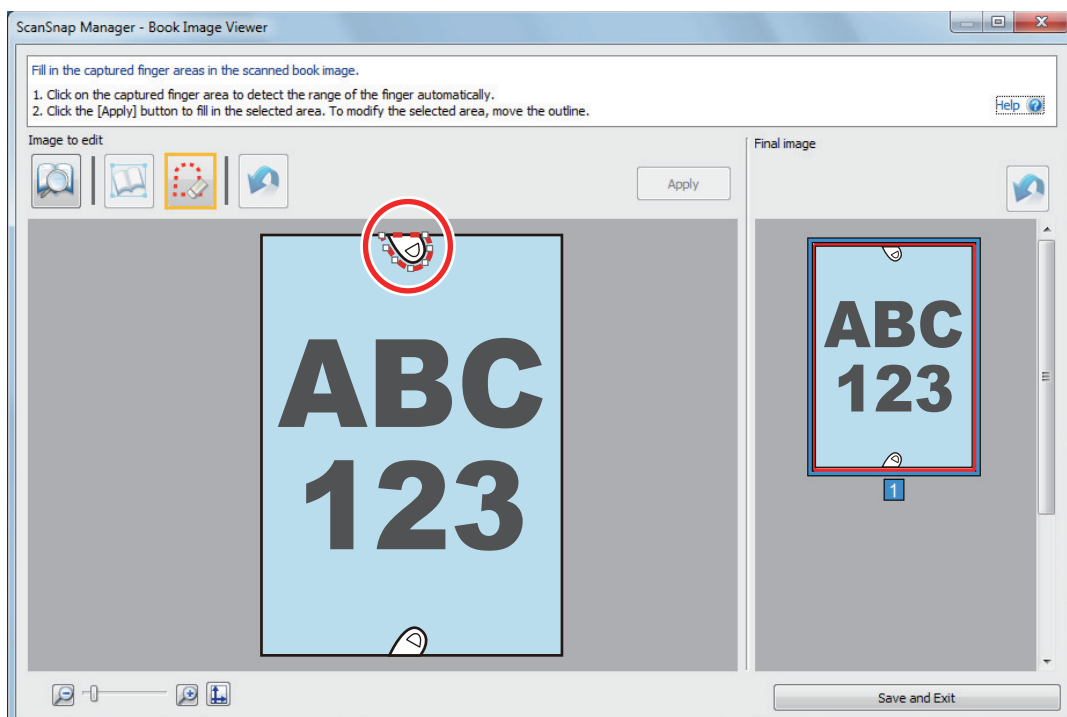 ScanSnap Manager - Book Image Viewer
Fill in the captured finger areas in the scanned book image.
1. Click on the captured finger area to detect the range of the finger automatically.
2. Click the [Apply] button to fill in the selected area. To modify the selected area, move the outline.
Help
Image to edit
Final image
Apply
ABC
123
ABC
123
1
Save and Exit